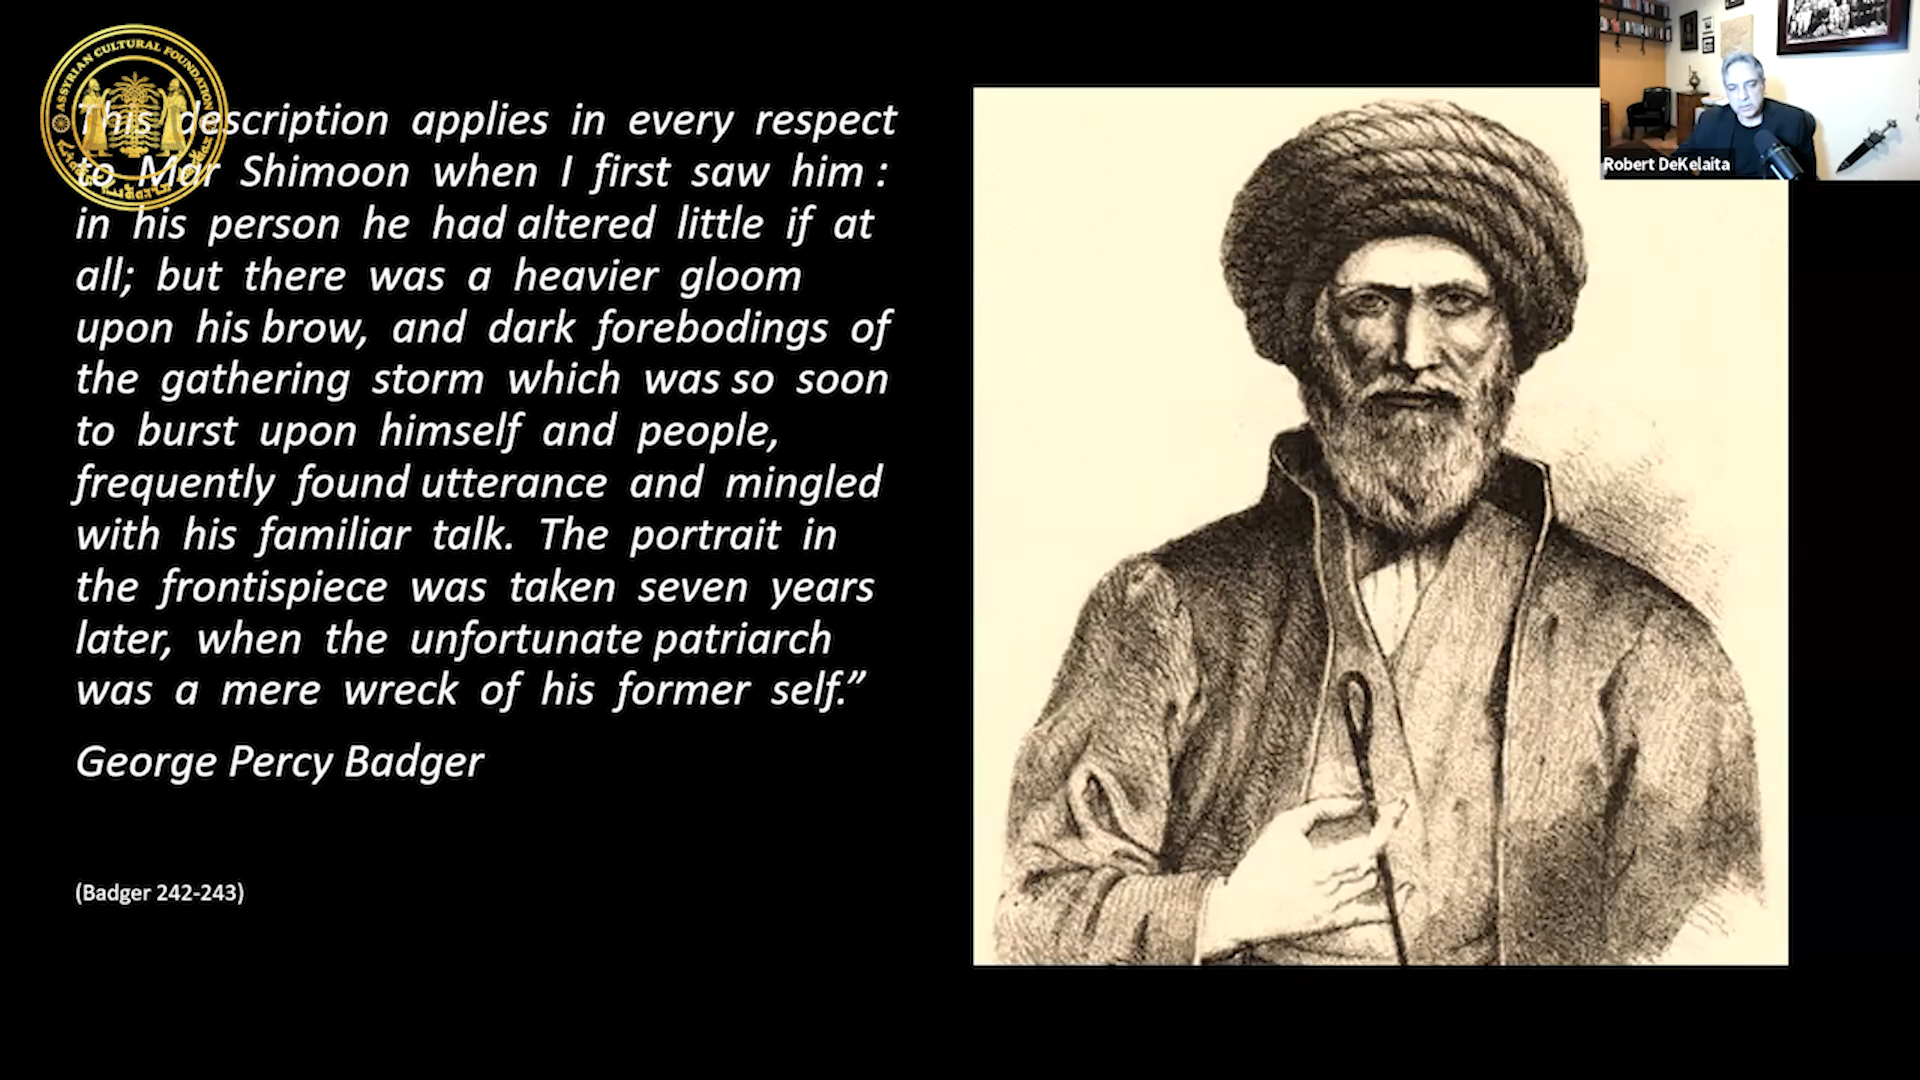 ASSYRIAN CULTURAL FOUNDATION
This description applies in every respect
to Mar Shimoon when I first saw him :
in his person he had altered little if at
all; but there was a heavier gloom
upon his brow, and dark forebodings of
the gathering storm which was so soon
to burst upon himself and people,
frequently found utterance and mingled
with his familiar talk. The portrait in
the frontispiece was taken seven years
later, when the unfortunate patriarch
was a mere wreck of his former self.”
George Percy Badger
(Badger 242-243)
Robert DeKelaita